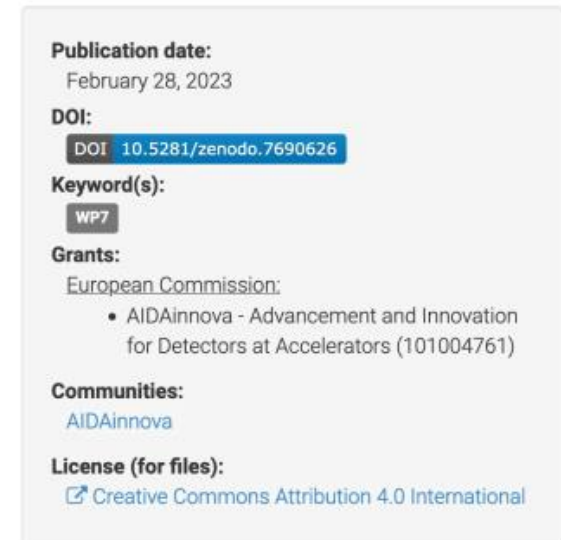 Publication date:
February 28, 2023
DOI:
DOI 10.5281/zenodo.7690626
Keyword(s):
WP7
Grants:
European Commission:
• AIDAinnova - Advancement and Innovation
for Detectors at Accelerators (101004761)
Communities:
AIDAinnova
License (for files):
Creative Commons Attribution 4.0 International